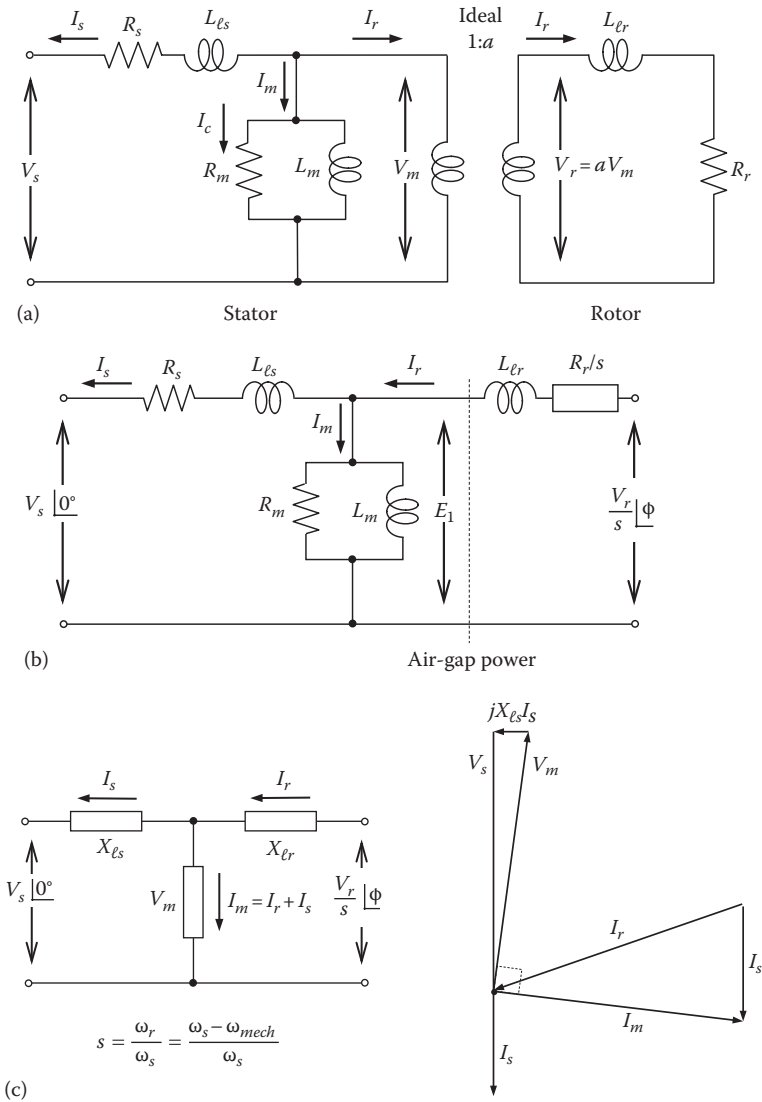 I_s R_s L_ℓs I_r Ideal 1:a I_r L_ℓr
I_m
I_c
V_s R_m L_m V_m V_r = aV_m R_r
(a) Stator Rotor
I_s R_s L_ℓs I_r L_ℓr R_r/s
I_m
V_s |0° R_m L_m E_1 V_r/s |ϕ
(b) Air-gap power
jX_ℓsI_s
V_s V_m
I_s I_r
X_ℓs X_ℓr
V_s |0° V_m I_m = I_r + I_s V_r/s |ϕ
I_r I_s
I_m
s = ω_r/ω_s = (ω_s − ω_mech)/ω_s
I_s
(c)